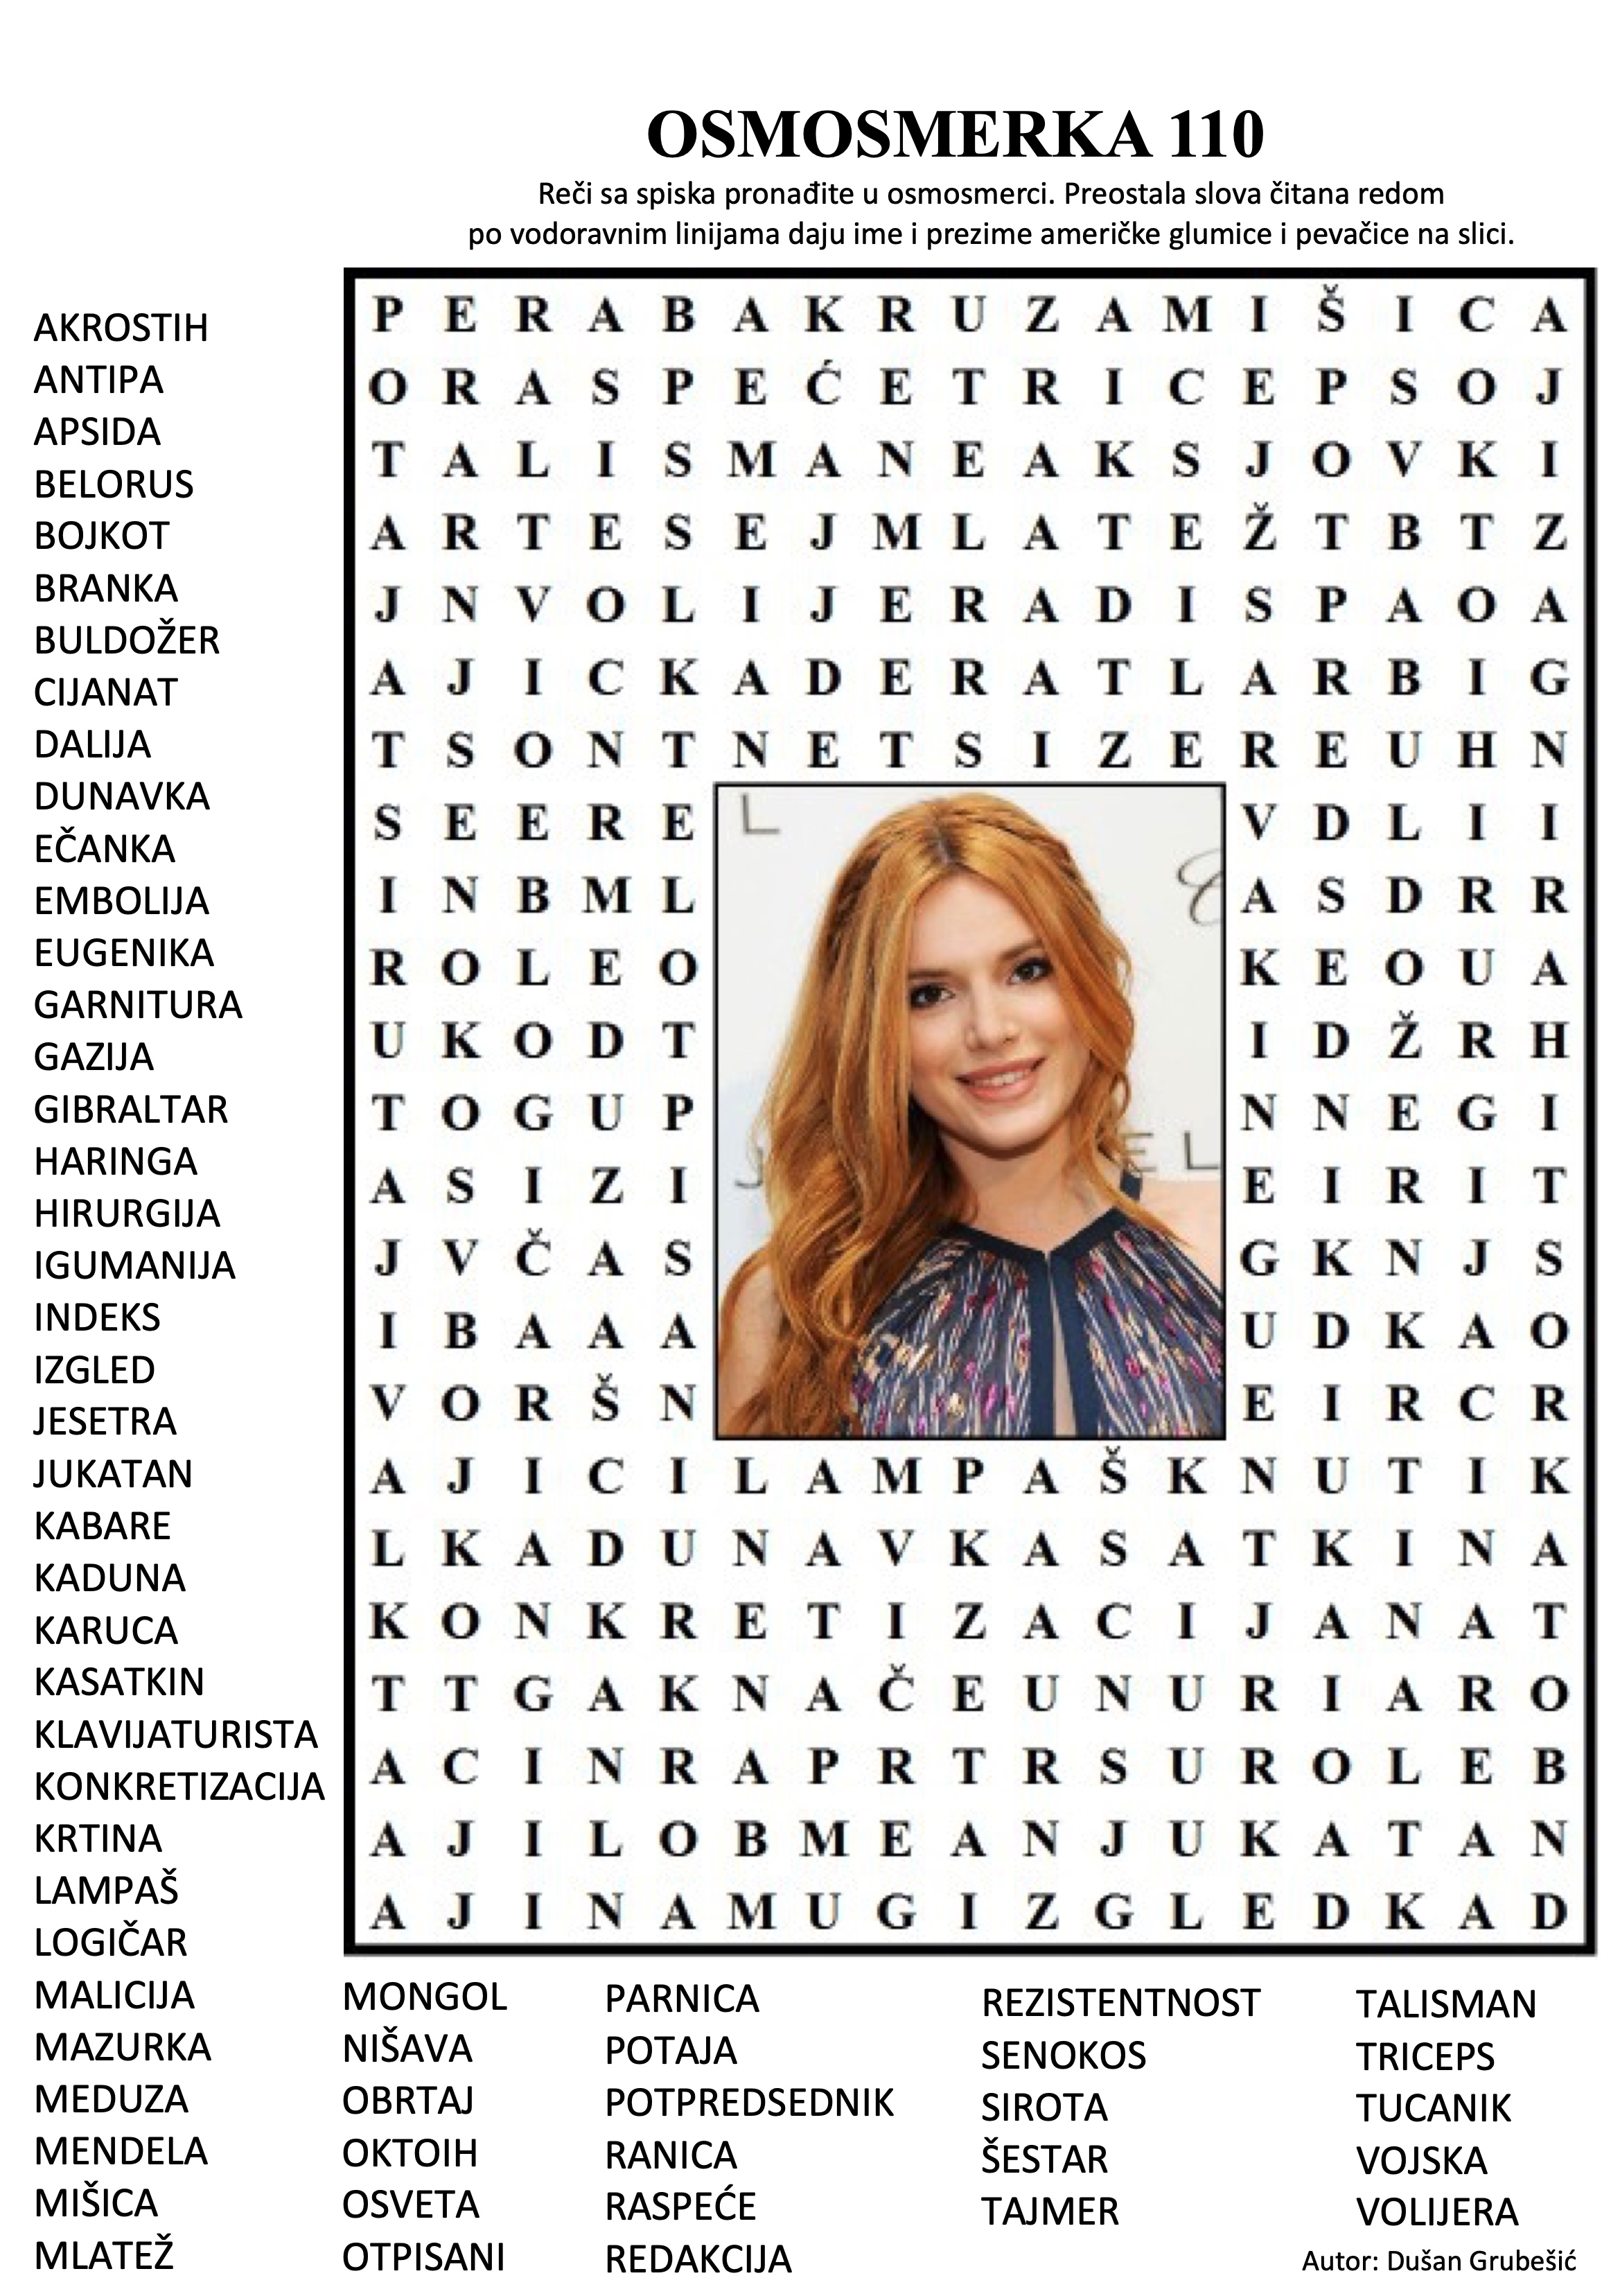 OSMOSMERKA 110
Reči sa spiska pronađite u osmosmerci. Preostala slova čitana redom
po vodoravnim linijama daju ime i prezime američke glumice i pevačice na slici.
AKROSTIH
ANTIPA
APSIDA
BELORUS
BOJKOT
BRANKA
BULDOŽER
CIJANAT
DALIJA
DUNAVKA
EČANKA
EMBOLIJA
EUGENIKA
GARNITURA
GAZIJA
GIBRALTAR
HARINGA
HIRURGIJA
IGUMANIJA
INDEKS
IZGLED
JESETRA
JUKATAN
KABARE
KADUNA
KARUCA
KASATKIN
KLAVIJATURISTA
KONKRETIZACIJA
KRTINA
LAMPAŠ
LOGIČAR
MALICIJA
MAZURKA
MEDUZA
MENDELA
MIŠICA
MLATEŽ
P E R A B A K R U Z A M I Š I C A
O R A S P E Ć E T R I C E P S O J
T A L I S M A N E A K S J O V K I
A R T E S E J M L A T E Ž T B T Z
J N V O L I J E R A D I S P A O A
A J I C K A D E R A T L A R B I G
T S O N T N E T S I Z E R E U H N
S E E R E L V D L I I
I N B M L A S D R R
R O L E O K E O U A
U K O D T I D Ž R H
T O G U P N N E G I
A S I Z I E L E I R I T
J V Č A S G K N J S
I B A A A U D K A O
V O R Š N E I R C R
A J I C I L A M P A Š K N U T I K
L K A D U N A V K A S A T K I N A
K O N K R E T I Z A C I J A N A T
T T G A K N A Č E U N U R I A R O
A C I N R A P R T R S U R O L E B
A J I L O B M E A N J U K A T A N
A J I N A M U G I Z G L E D K A D
MONGOL
NIŠAVA
OBRTAJ
OKTOIH
OSVETA
OTPISANI
PARNICA
POTAJA
POTPREDSEDNIK
RANICA
RASPEĆE
REDAKCIJA
REZISTENTNOST
SENOKOS
SIROTA
ŠESTAR
TAJMER
TALISMAN
TRICEPS
TUCANIK
VOJSKA
VOLIJERA
Autor: Dušan Grubešić